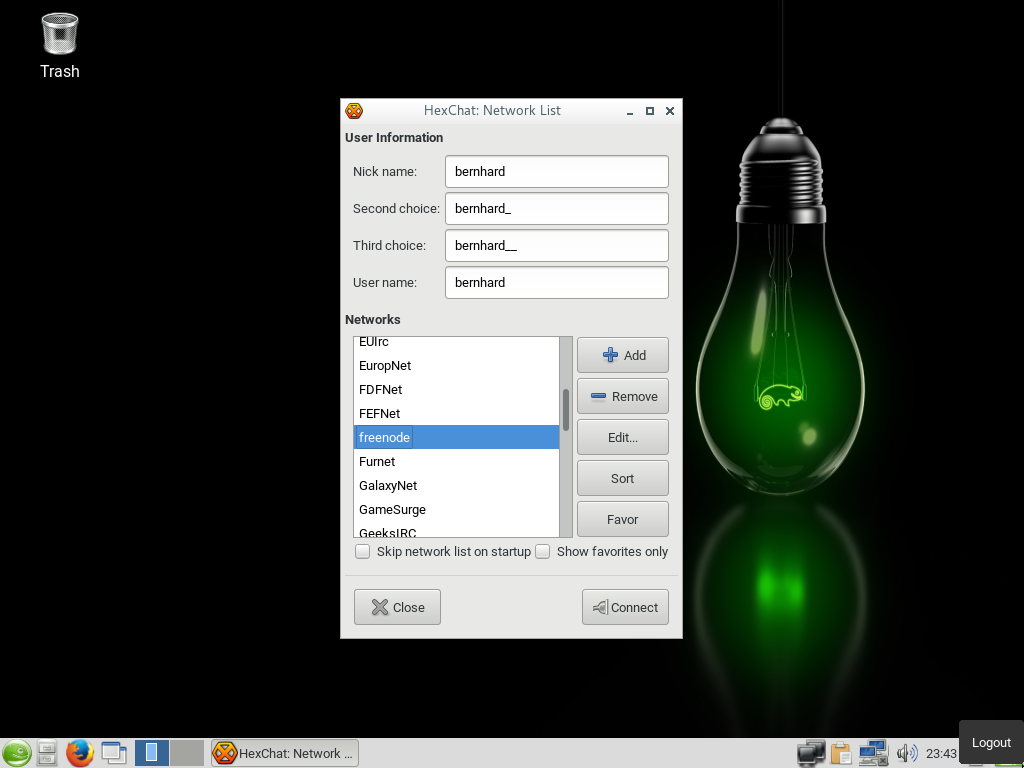 Trash
HexChat: Network List
User Information
Nick name: bernhard
Second choice: bernhard_
Third choice: bernhard__
User name: bernhard
Networks
EUIrc
EuropNet
FDFNet
FEFNet
freenode
Furnet
GalaxyNet
GameSurge
GeeksIRC
Add
Remove
Edit...
Sort
Favor
Skip network list on startup Show favorites only
Close Connect
HexChat: Network ... 23:43 Logout